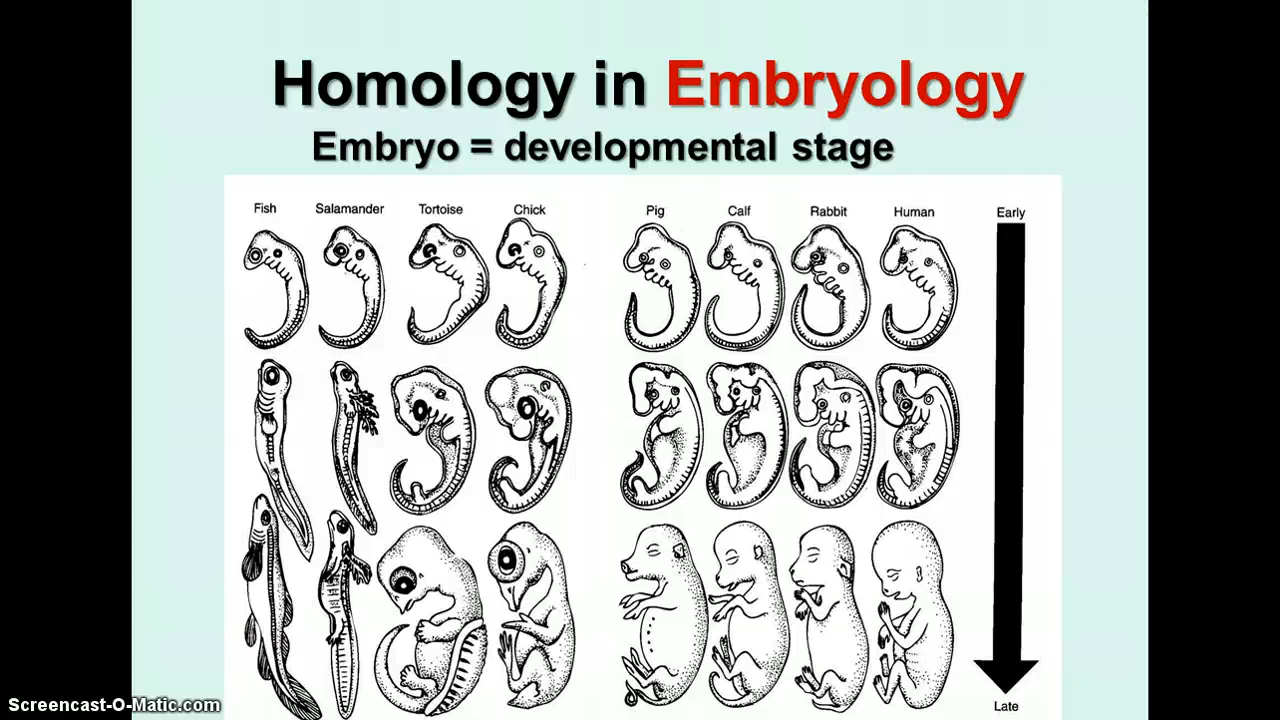 Homology in Embryology
Embryo = developmental stage
Fish Salamander Tortoise Chick Pig Calf Rabbit Human Early
Late
Screencast-O-Matic.com